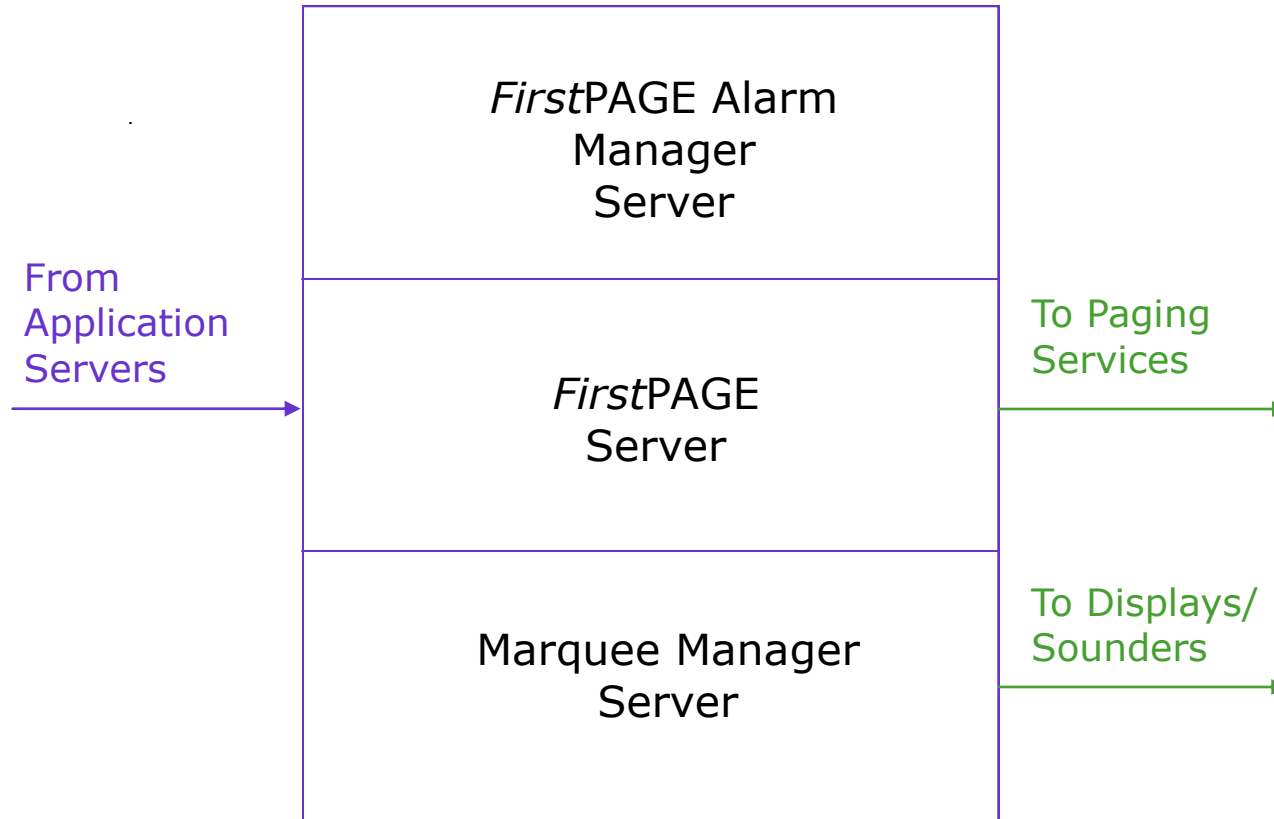 FirstPAGE Alarm
Manager
Server
From
Application
Servers
To Paging
Services
FirstPAGE
Server
To Displays/
Sounders
Marquee Manager
Server